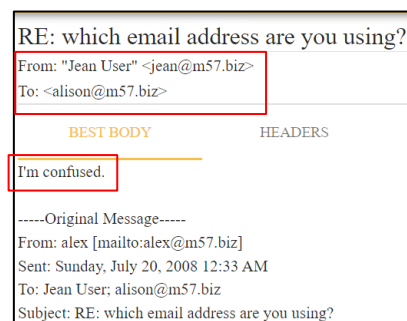 RE: which email address are you using?
From: "Jean User" <jean@m57.biz>
To: <alison@m57.biz>
BEST BODY HEADERS
I'm confused.
-----Original Message-----
From: alex [mailto:alex@m57.biz]
Sent: Sunday, July 20, 2008 12:33 AM
To: Jean User; alison@m57.biz
Subject: RE: which email address are you using?